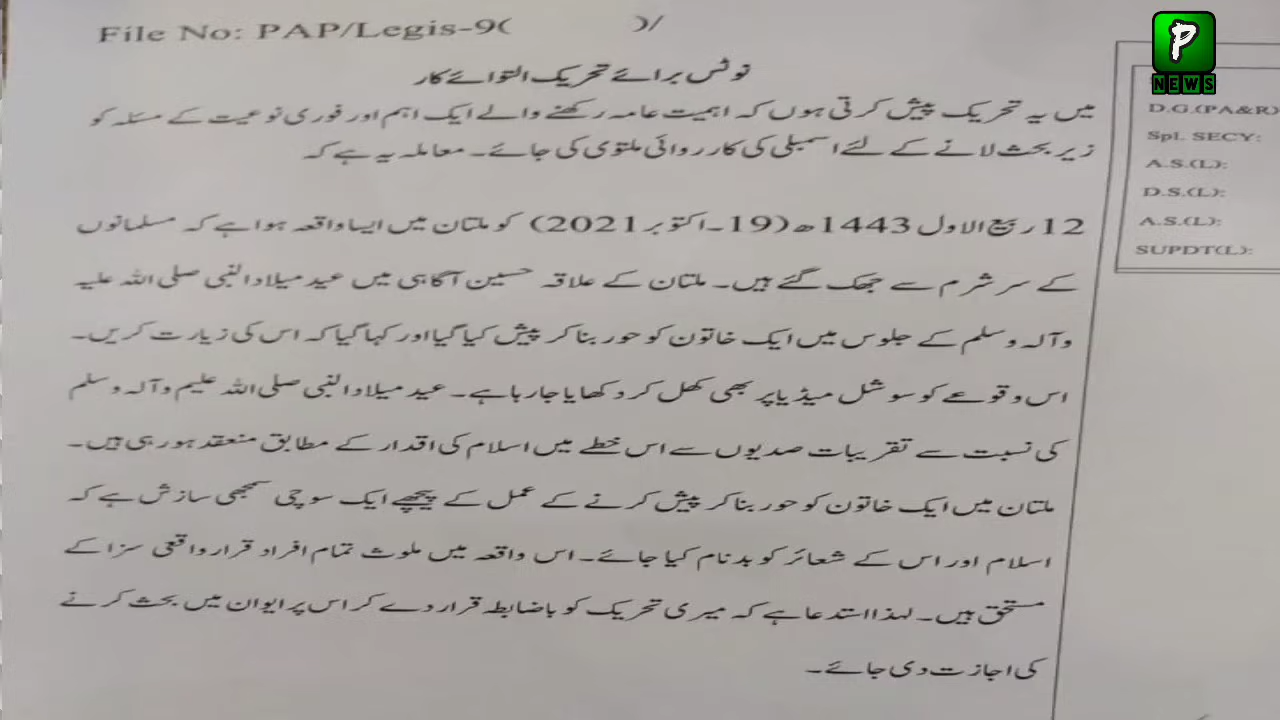 File No: PAP/Legis-9( )/
نوٹس برائے تحریک التوائے کار
میں یہ تحریک پیش کرتی ہوں کہ اہمیت عامہ رکھنے والے ایک اہم اور فوری نوعیت کے مسئلہ کو
زیر بحث لانے کے لئے اسمبلی کی کارروائی ملتوی کی جائے۔ معاملہ یہ ہے کہ
12 ربیع الاول 1443ھ (19۔اکتوبر 2021) کو ملتان میں ایسا واقعہ ہوا ہے کہ مسلمانوں
کے سر شرم سے جھک گئے ہیں۔ ملتان کے علاقہ حسین آگاہی میں عید میلاد النبی صلی اللہ علیہ
وآلہ وسلم کے جلوس میں ایک خاتون کو حور بنا کر پیش کیا گیا اور کہا گیا کہ اس کی زیارت کریں۔
اس وقوعے کو سوشل میڈیا پر بھی کھل کر دکھایا جا رہا ہے۔ عید میلاد النبی صلی اللہ علیہم وآلہ وسلم
کی نسبت سے تقریبات صدیوں سے اس خطے میں اسلام کی اقدار کے مطابق منعقد ہو رہی ہیں۔
ملتان میں ایک خاتون کو حور بنا کر پیش کرنے کے عمل کے پیچھے ایک سوچی سمجھی سازش ہے کہ
اسلام اور اس کے شعائر کو بدنام کیا جائے۔ اس واقعہ میں ملوث تمام افراد قرار واقعی سزا کے
مستحق ہیں۔ لہذا استدعا ہے کہ میری تحریک کو باضابطہ قرار دے کر اس پر ایوان میں بحث کرنے
کی اجازت دی جائے۔
D.G.(PA&R)
Spl. SECY:
A.S.(L):
D.S.(L):
A.S.(L):
SUPDT(L):
P
NEWS